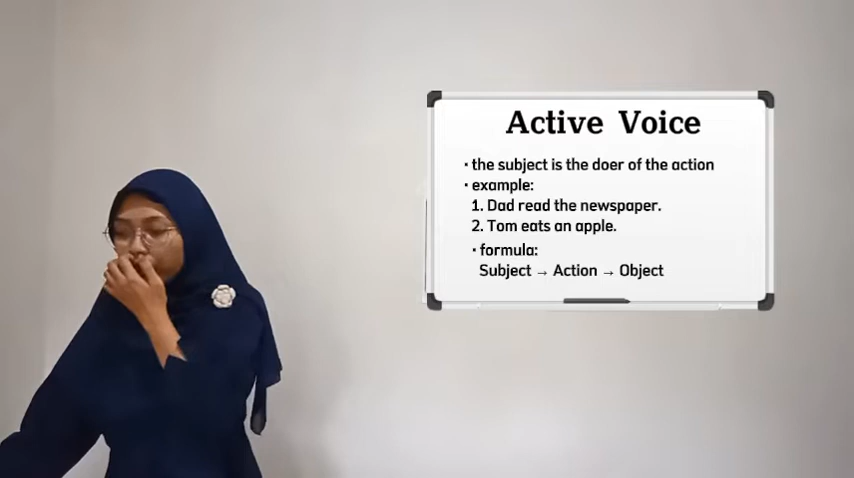 Active Voice
· the subject is the doer of the action
· example:
1. Dad read the newspaper.
2. Tom eats an apple.
· formula:
Subject → Action → Object